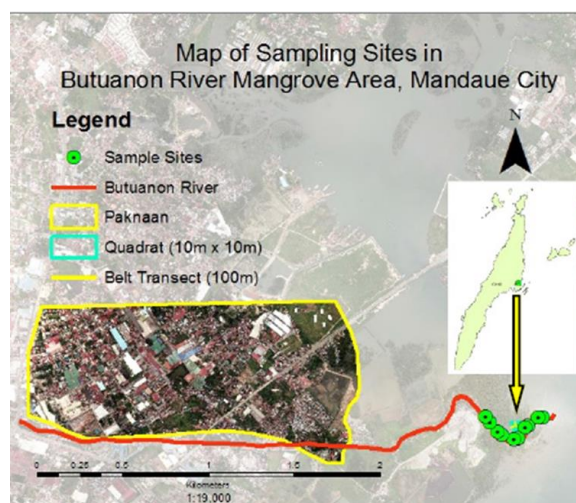 Map of Sampling Sites in
Butuanon River Mangrove Area, Mandaue City
Legend
N
Sample Sites
Butuanon River
Paknaan
Quadrat (10m x 10m)
Belt Transect (100m)
0 0.25 0.5 1 1.5 2
Kilometers
1:19,000